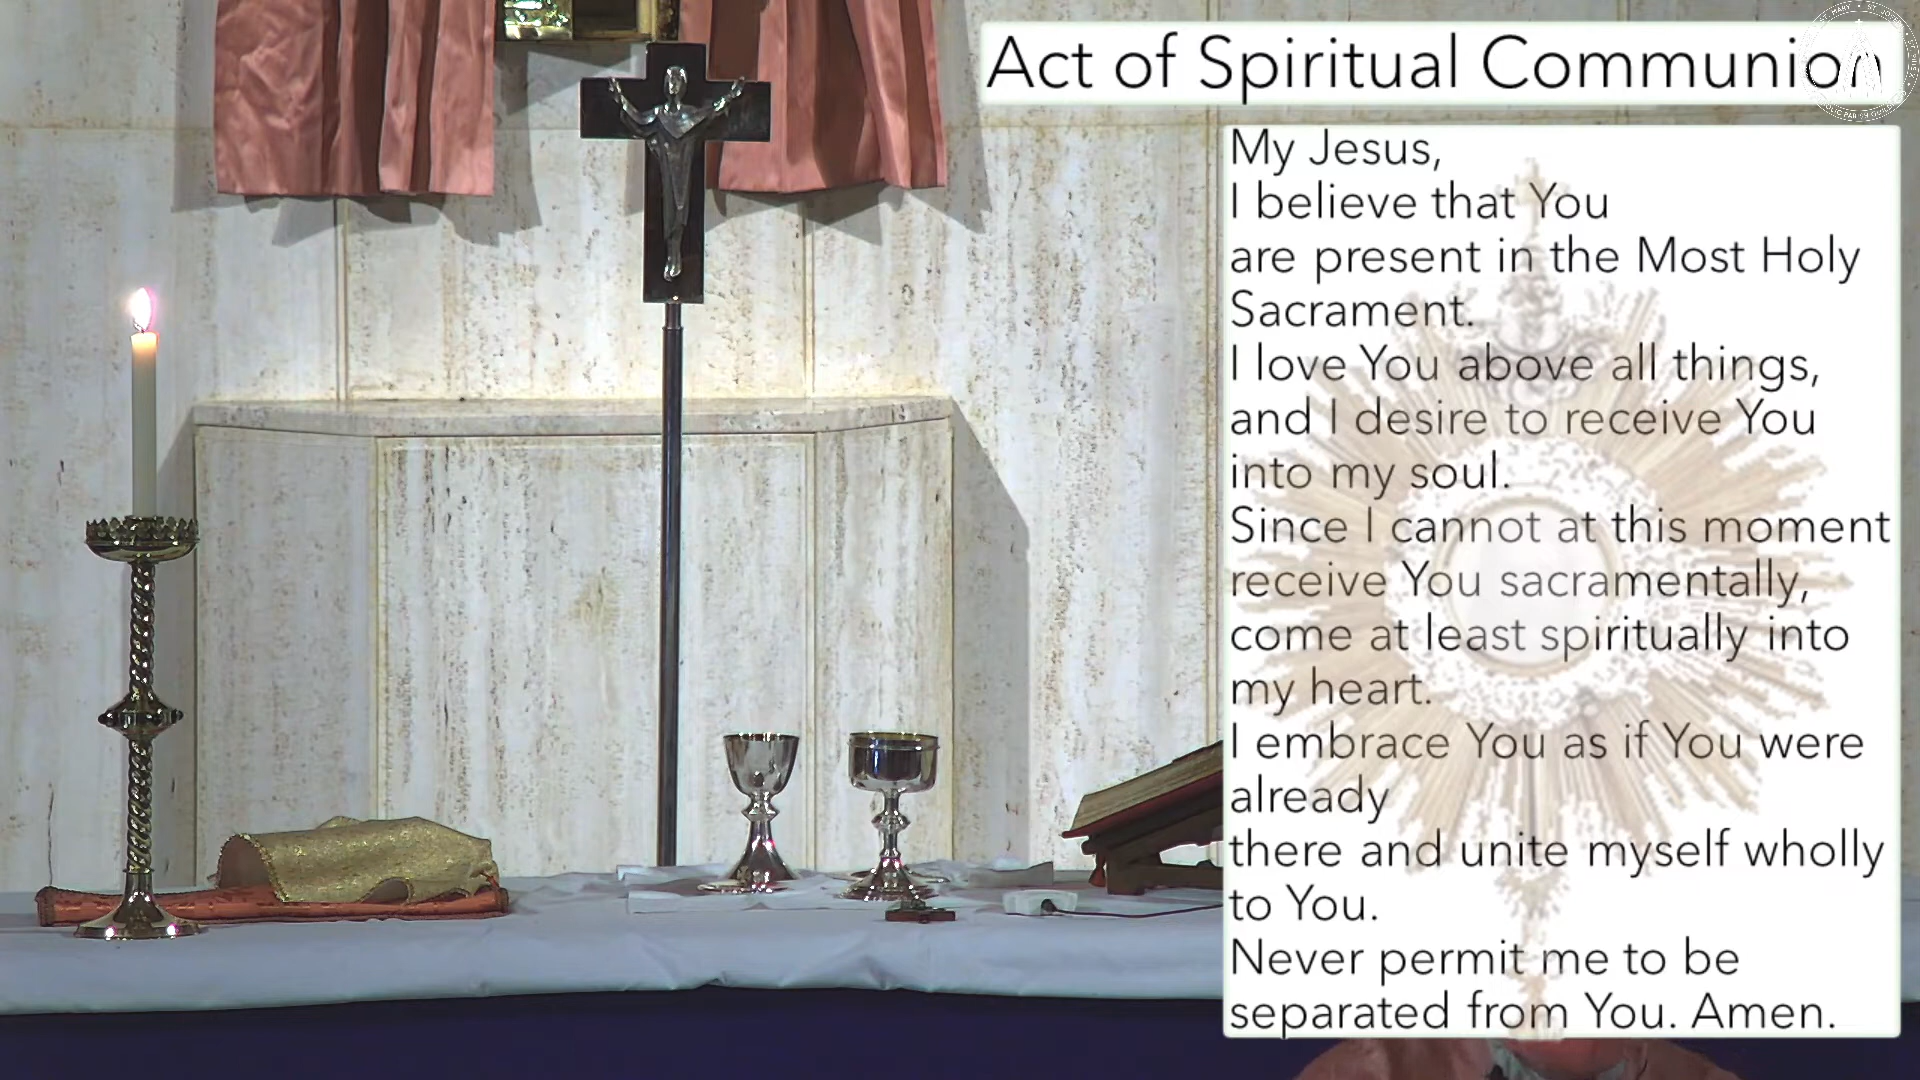 Act of Spiritual Communion
My Jesus,
I believe that You
are present in the Most Holy
Sacrament.
I love You above all things,
and I desire to receive You
into my soul.
Since I cannot at this moment
receive You sacramentally,
come at least spiritually into
my heart.
I embrace You as if You were
already
there and unite myself wholly
to You.
Never permit me to be
separated from You. Amen.